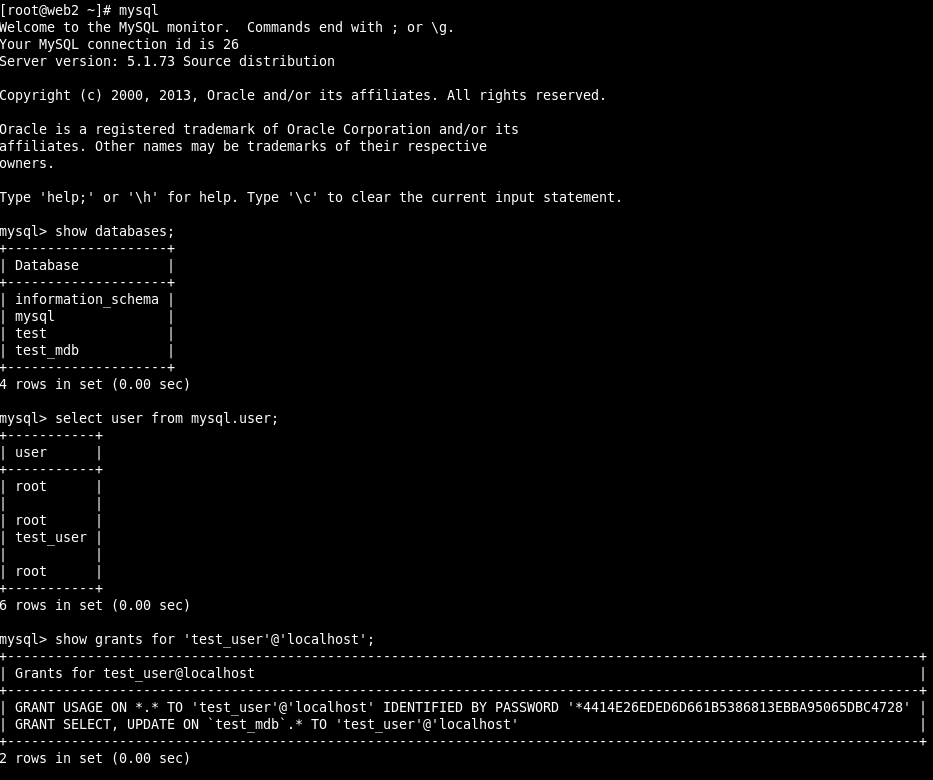 [root@web2 ~]# mysql
Welcome to the MySQL monitor.  Commands end with ; or \g.
Your MySQL connection id is 26
Server version: 5.1.73 Source distribution

Copyright (c) 2000, 2013, Oracle and/or its affiliates. All rights reserved.

Oracle is a registered trademark of Oracle Corporation and/or its
affiliates. Other names may be trademarks of their respective
owners.

Type 'help;' or '\h' for help. Type '\c' to clear the current input statement.

mysql> show databases;
+--------------------+
| Database           |
+--------------------+
| information_schema |
| mysql              |
| test               |
| test_mdb           |
+--------------------+
4 rows in set (0.00 sec)

mysql> select user from mysql.user;
+-----------+
| user      |
+-----------+
| root      |
|           |
| root      |
| test_user |
|           |
| root      |
+-----------+
6 rows in set (0.00 sec)

mysql> show grants for 'test_user'@'localhost';
+------------------------------------------------------------------------------------------------------------------+
| Grants for test_user@localhost                                                                                   |
+------------------------------------------------------------------------------------------------------------------+
| GRANT USAGE ON *.* TO 'test_user'@'localhost' IDENTIFIED BY PASSWORD '*4414E26EDED6D661B5386813EBBA95065DBC4728' |
| GRANT SELECT, UPDATE ON `test_mdb`.* TO 'test_user'@'localhost'                                                  |
+------------------------------------------------------------------------------------------------------------------+
2 rows in set (0.00 sec)